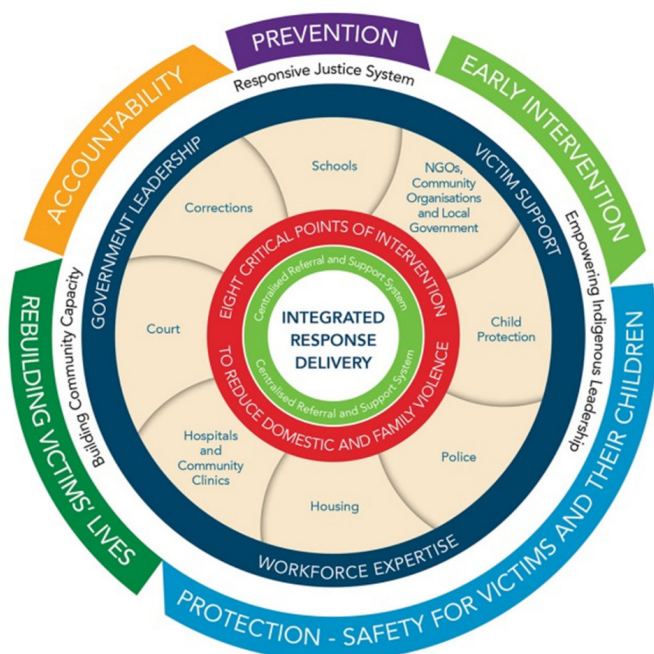 PREVENTION
EARLY INTERVENTION
PROTECTION - SAFETY FOR VICTIMS AND THEIR CHILDREN
REBUILDING VICTIMS' LIVES
ACCOUNTABILITY
Responsive Justice System
Empowering Indigenous Leadership
Building Community Capacity
GOVERNMENT LEADERSHIP
VICTIM SUPPORT
WORKFORCE EXPERTISE
Schools
NGOs,
Community
Organisations
and Local
Government
Child
Protection
Police
Housing
Hospitals
and
Community
Clinics
Court
Corrections
EIGHT CRITICAL POINTS OF INTERVENTION
TO REDUCE DOMESTIC AND FAMILY VIOLENCE
Centralised Referral and Support System
Centralised Referral and Support System
INTEGRATED
RESPONSE
DELIVERY